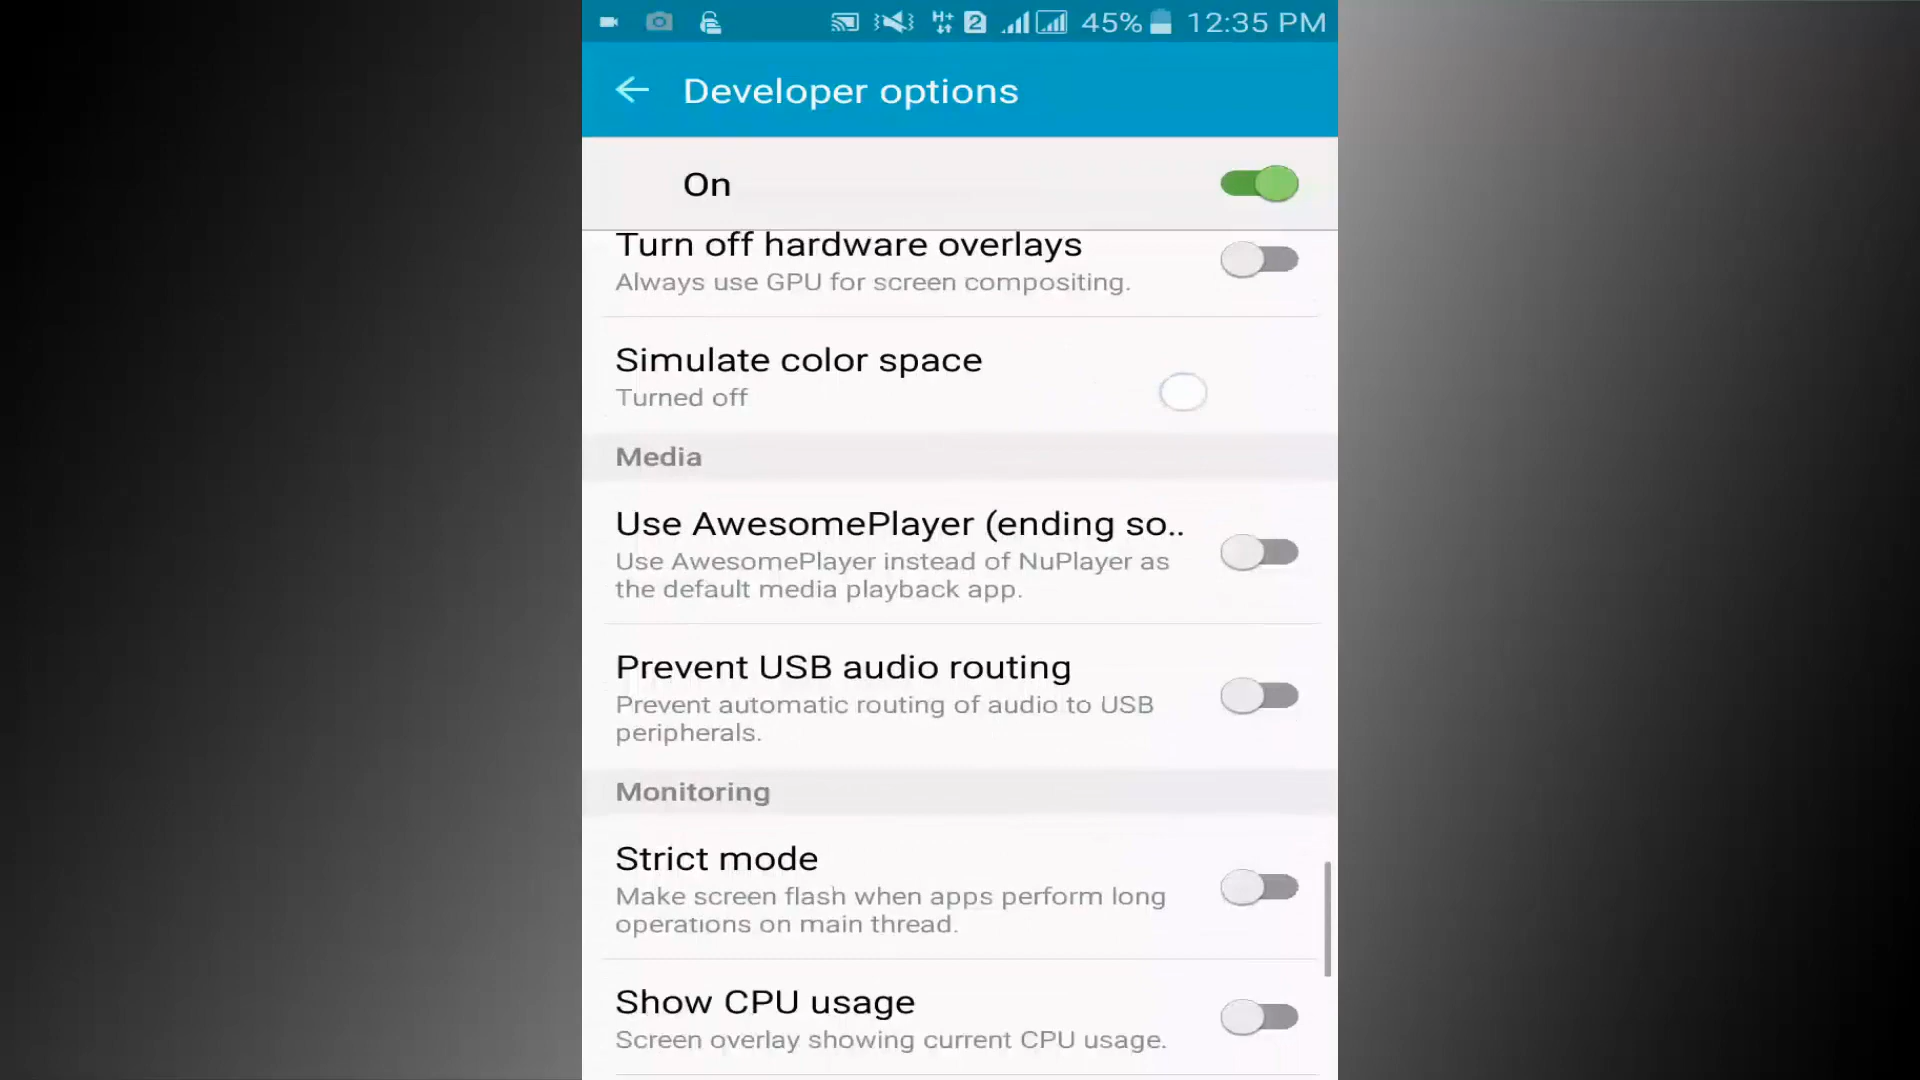 2 45% 12:35 PM
Developer options
On
Turn off hardware overlays
Always use GPU for screen compositing.
Simulate color space
Turned off
Media
Use AwesomePlayer (ending so..
Use AwesomePlayer instead of NuPlayer as
the default media playback app.
Prevent USB audio routing
Prevent automatic routing of audio to USB
peripherals.
Monitoring
Strict mode
Make screen flash when apps perform long
operations on main thread.
Show CPU usage
Screen overlay showing current CPU usage.